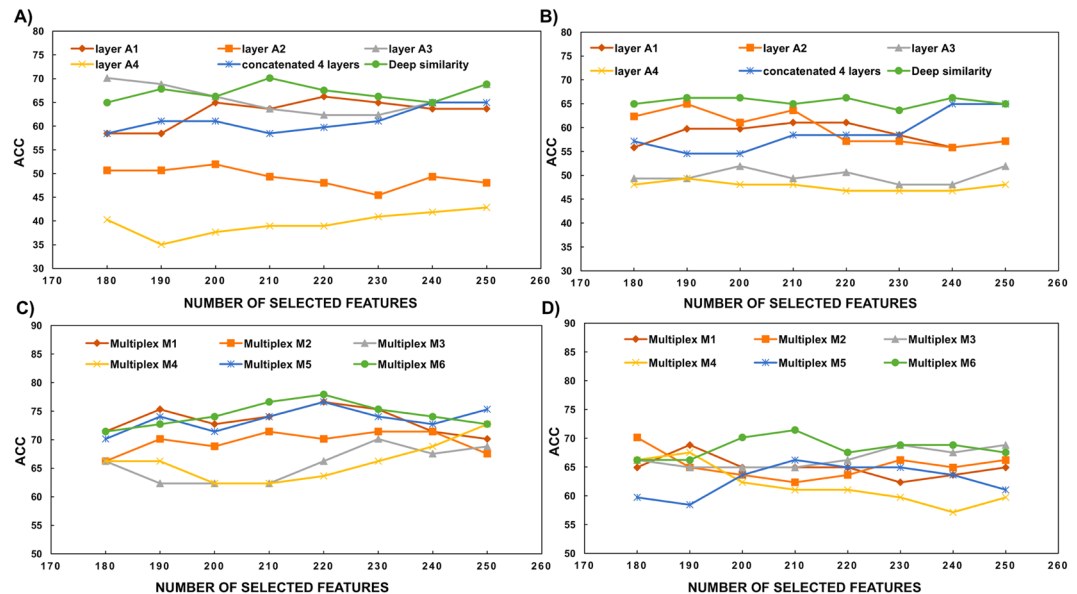 A)
80
75
70
65
60
55
50
45
40
35
30
ACC
layer A1
layer A2
layer A3
layer A4
concatenated 4 layers
Deep similarity
170 180 190 200 210 220 230 240 250 260
NUMBER OF SELECTED FEATURES
B)
80
75
70
65
60
55
50
45
40
35
30
ACC
layer A1
layer A2
layer A3
layer A4
concatenated 4 layers
Deep similarity
170 180 190 200 210 220 230 240 250 260
NUMBER OF SELECTED FEATURES
C)
90
85
80
75
70
65
60
55
50
ACC
Multiplex M1
Multiplex M2
Multiplex M3
Multiplex M4
Multiplex M5
Multiplex M6
170 180 190 200 210 220 230 240 250 260
NUMBER OF SELECTED FEATURES
D)
90
85
80
75
70
65
60
55
50
ACC
Multiplex M1
Multiplex M2
Multiplex M3
Multiplex M4
Multiplex M5
Multiplex M6
170 180 190 200 210 220 230 240 250 260
NUMBER OF SELECTED FEATURES